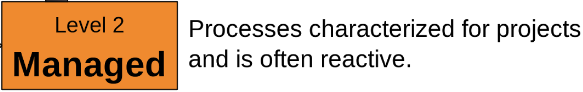 Level 2
Managed
Processes characterized for projects
and is often reactive.